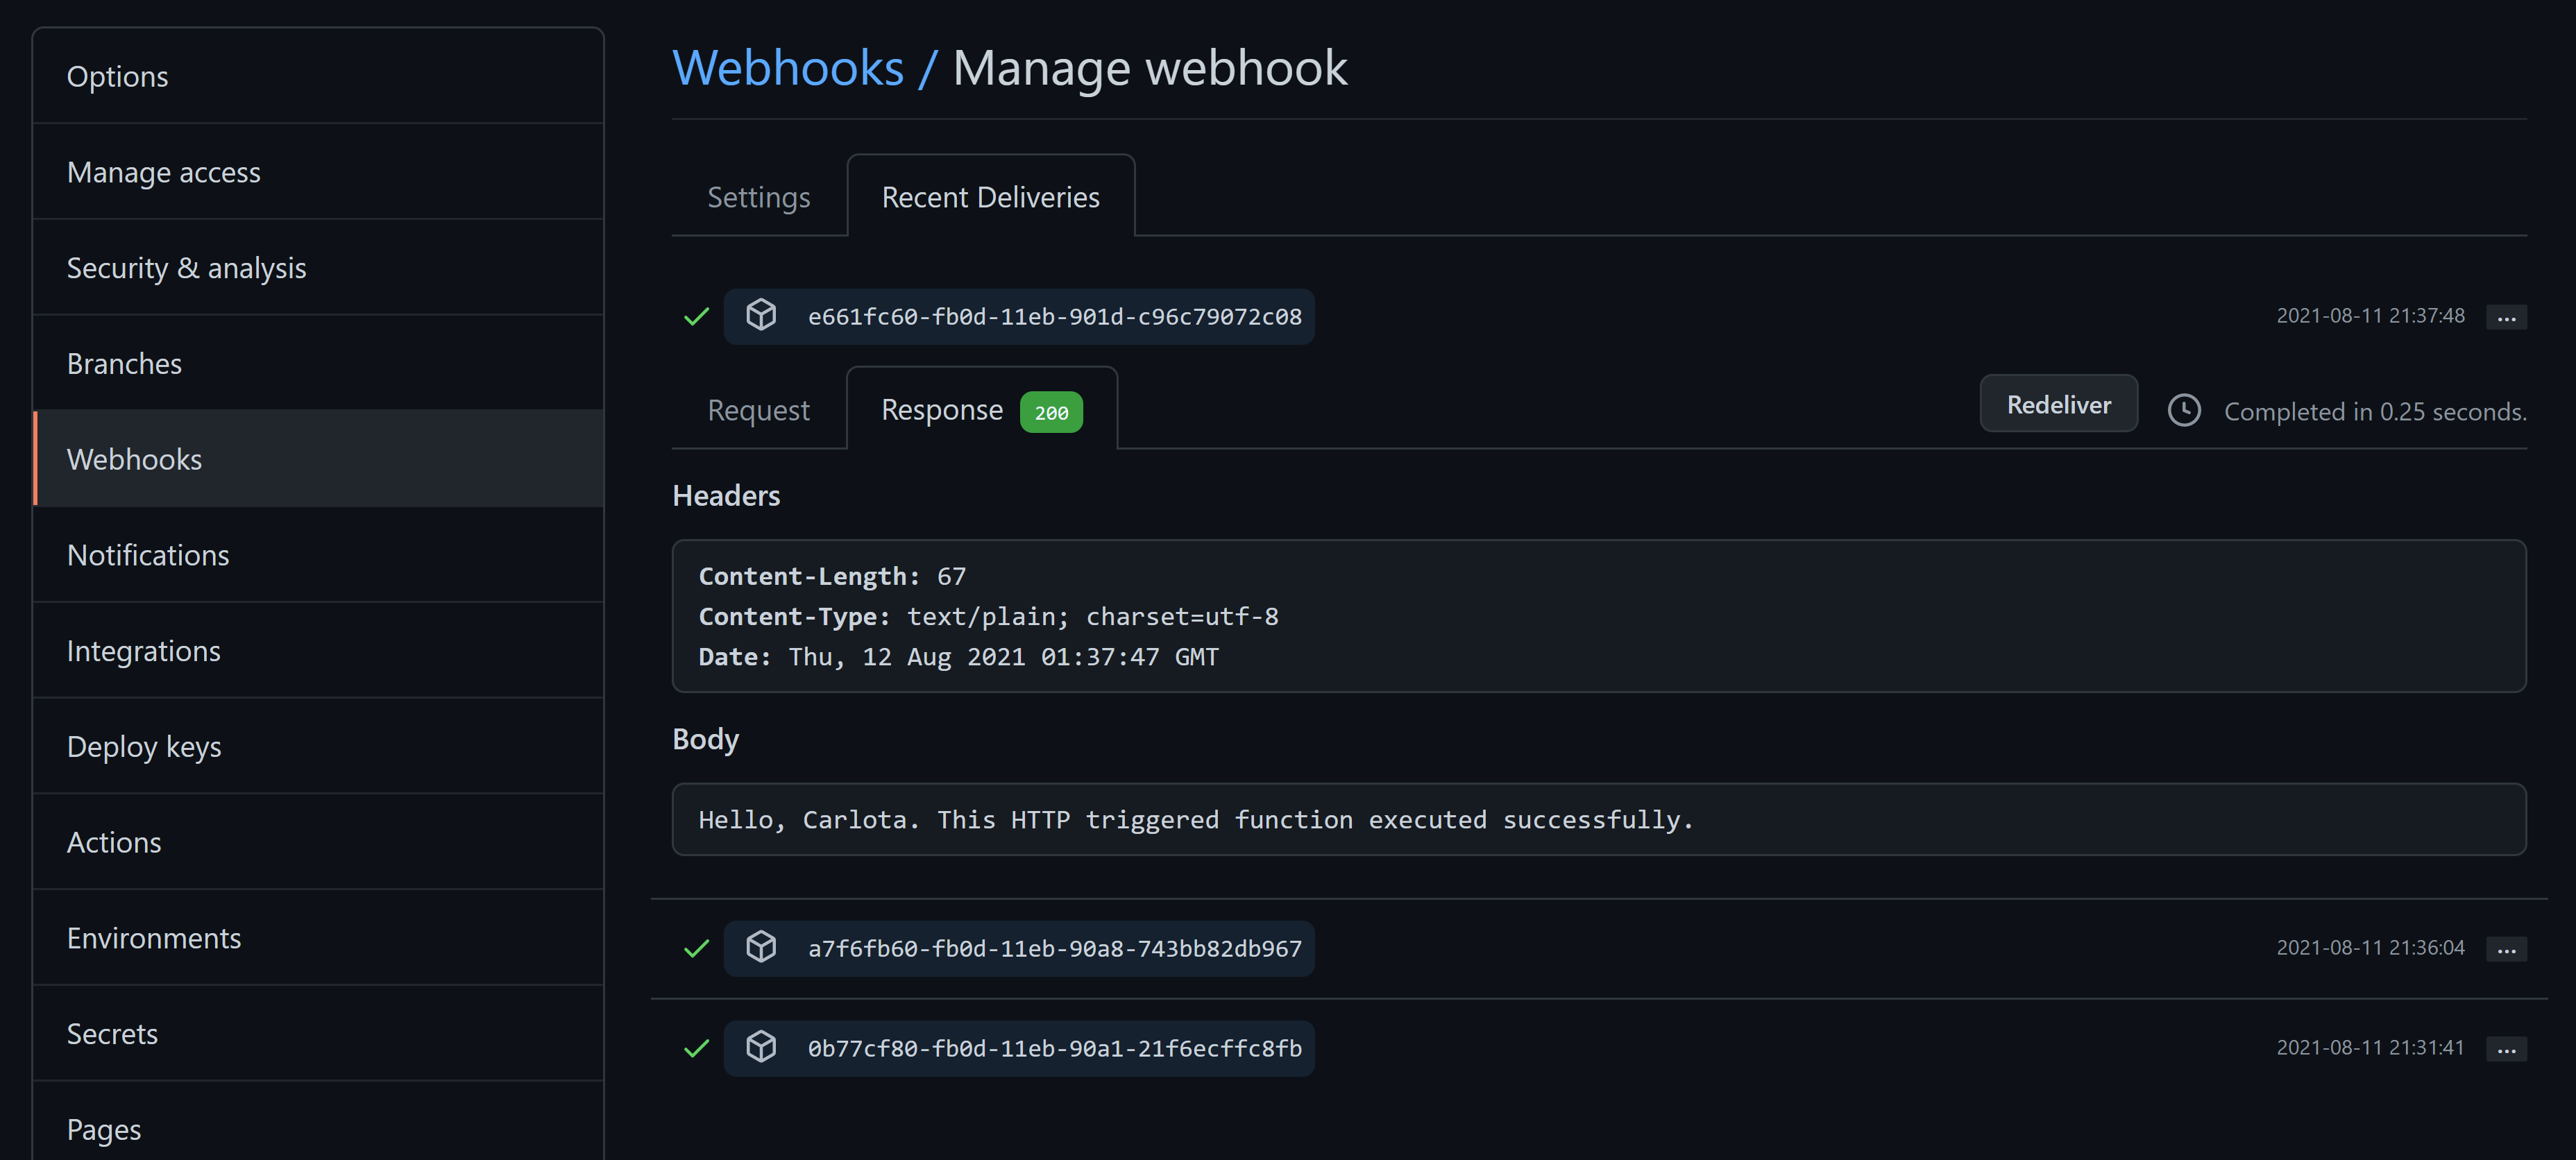 Options
Manage access
Security & analysis
Branches
Webhooks
Notifications
Integrations
Deploy keys
Actions
Environments
Secrets
Pages
Webhooks / Manage webhook
Settings
Recent Deliveries
e661fc60-fb0d-11eb-901d-c96c79072c08
2021-08-11 21:37:48
...
Request
Response 200
Redeliver
Completed in 0.25 seconds.
Headers
Content-Length: 67
Content-Type: text/plain; charset=utf-8
Date: Thu, 12 Aug 2021 01:37:47 GMT
Body
Hello, Carlota. This HTTP triggered function executed successfully.
a7f6fb60-fb0d-11eb-90a8-743bb82db967
2021-08-11 21:36:04
...
0b77cf80-fb0d-11eb-90a1-21f6ecffc8fb
2021-08-11 21:31:41
...